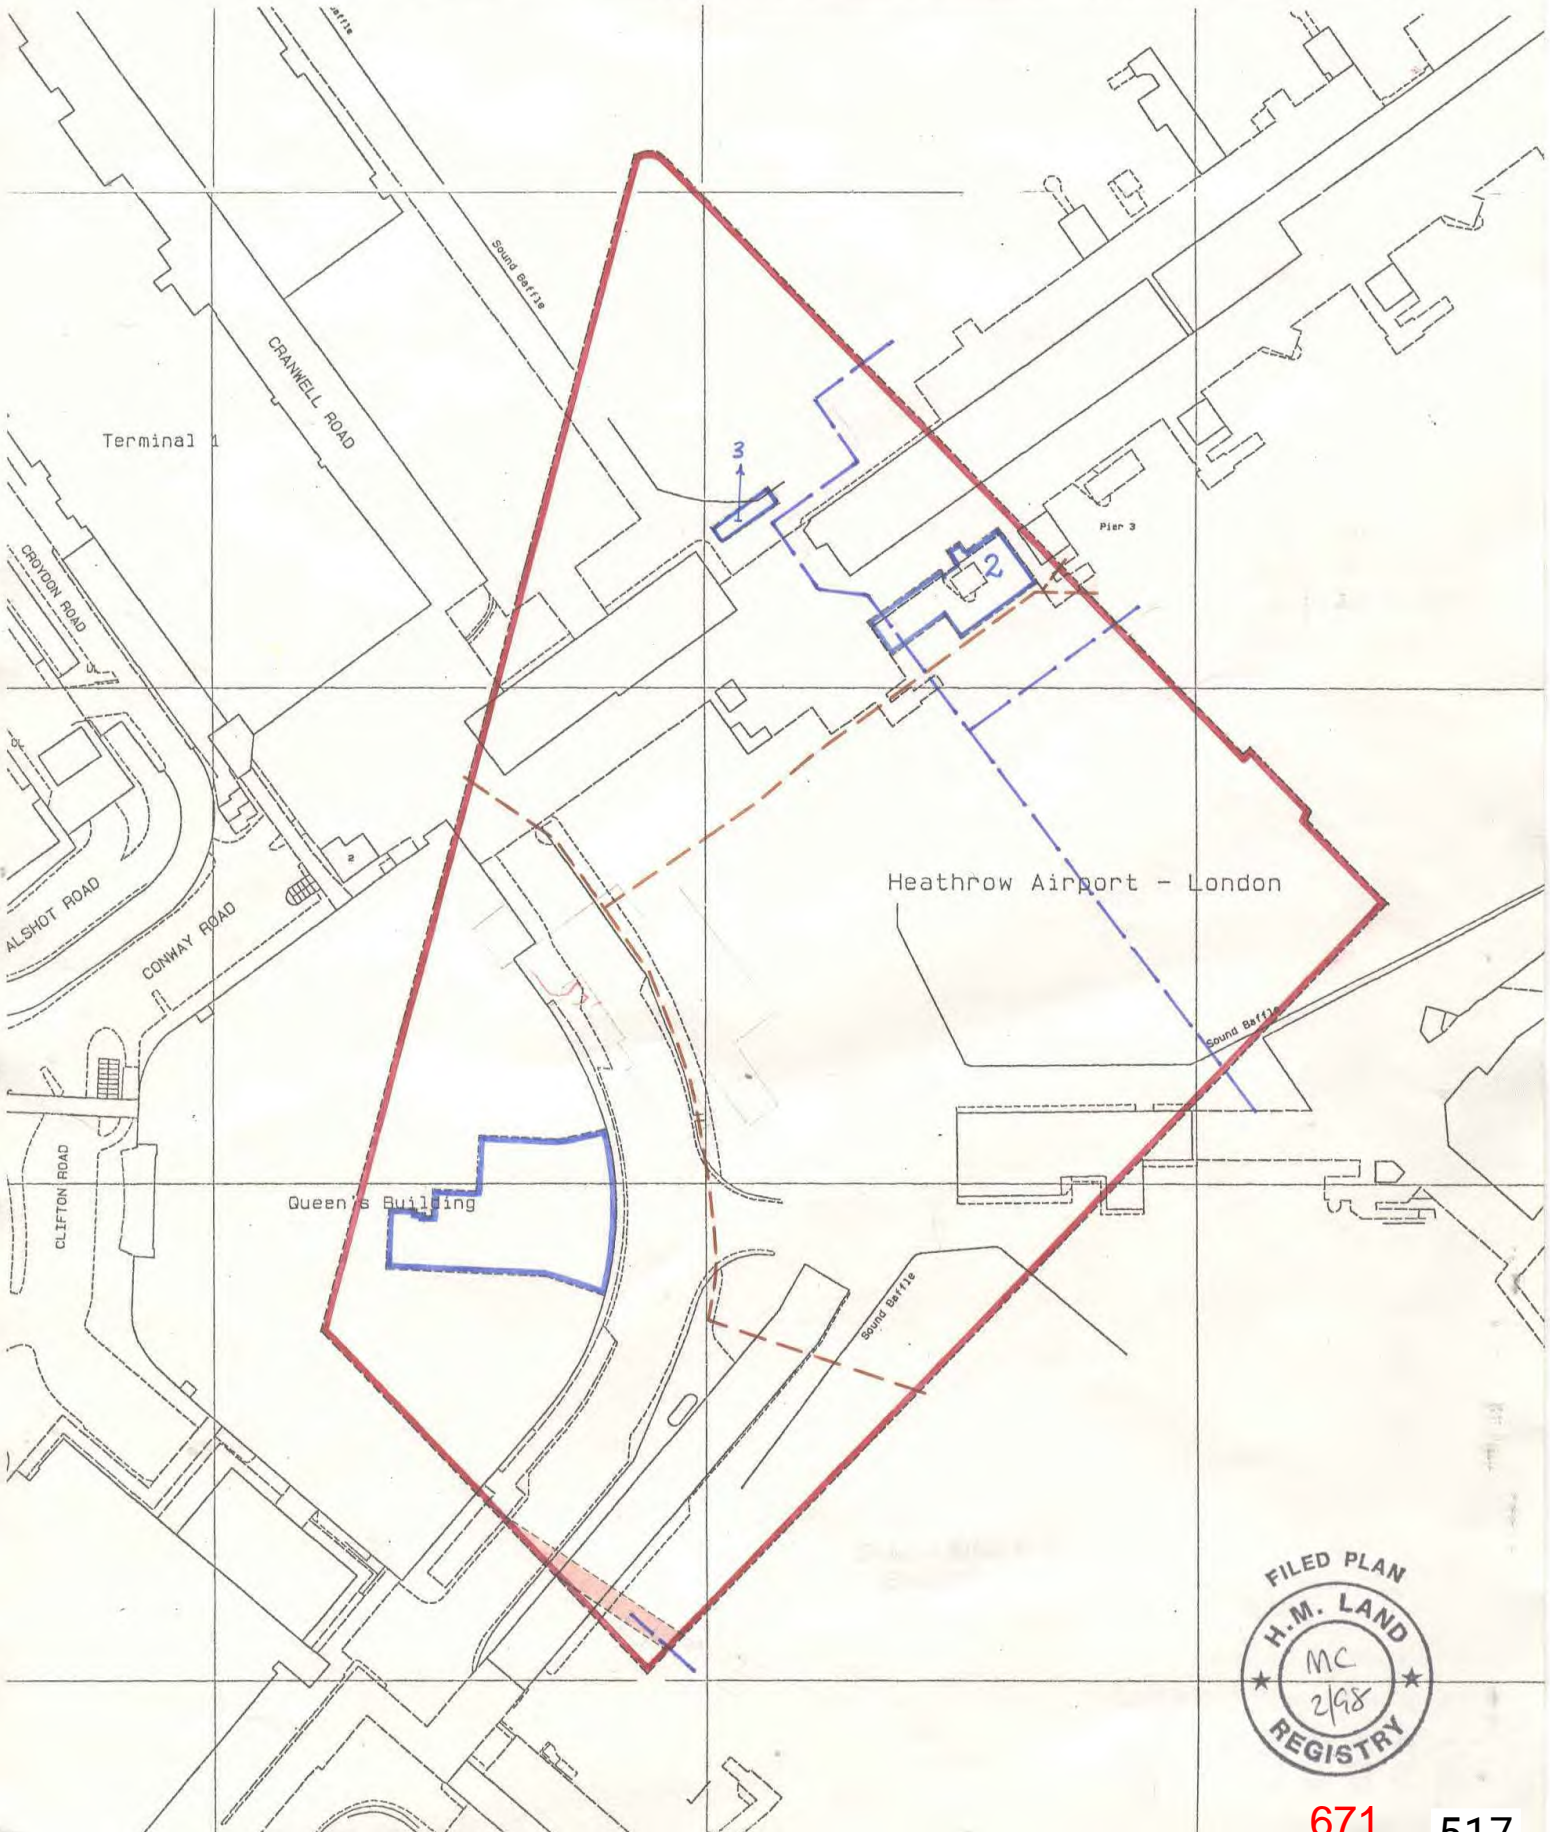 Sound Baffle
CRANWELL ROAD
Terminal 1
3
Pier 3
2
CROYDON ROAD
2
Heathrow Airport - London
CONWAY ROAD
ALSHOT ROAD
Sound Baffle
CLIFTON ROAD
Queen's Building
Sound Baffle
FILED PLAN
H.M. LAND
MC
2/98
REGISTRY
671
517